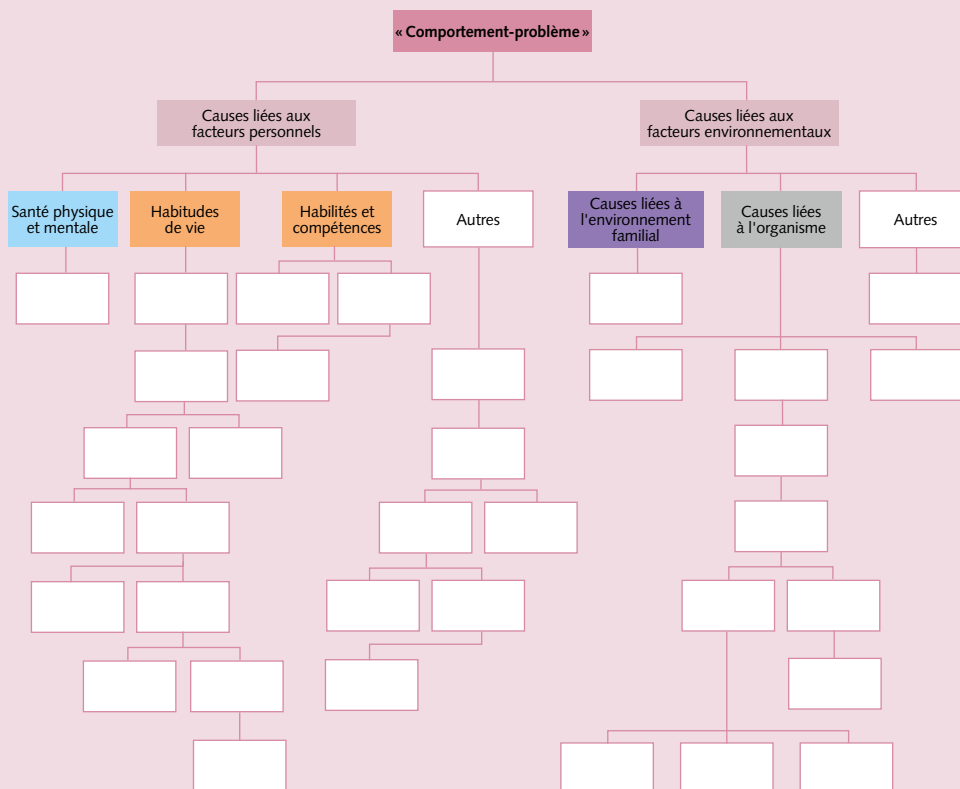 « Comportement-problème »
Causes liées aux
facteurs personnels
Causes liées aux
facteurs environnementaux
Santé physique
et mentale
Habitudes
de vie
Habilités et
compétences
Autres
Causes liées à
l'environnement
familial
Causes liées
à l'organisme
Autres